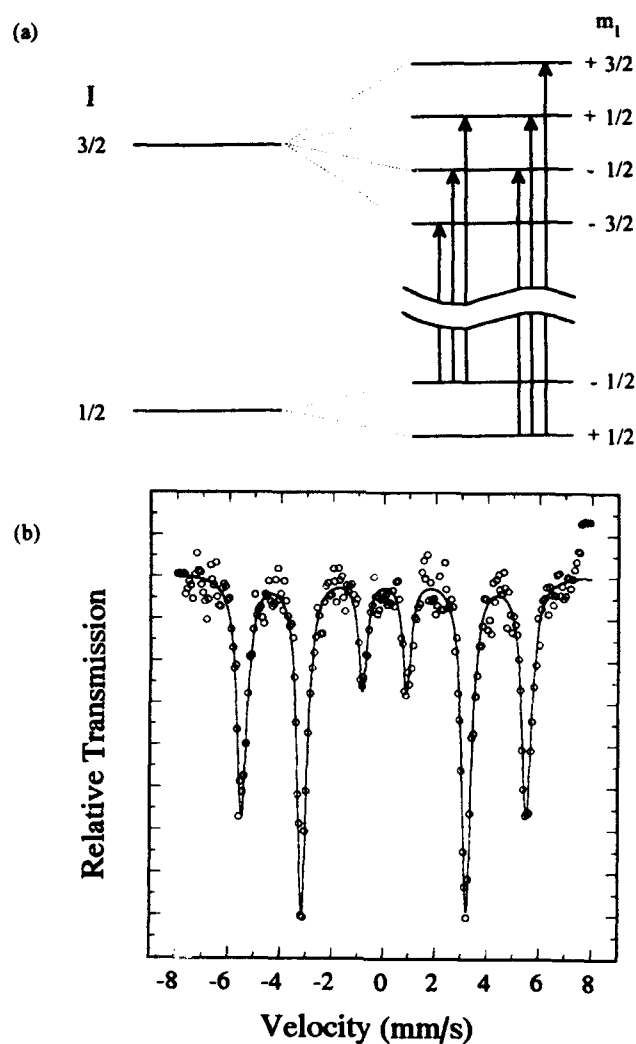 (a)
m₁
I
+ 3/2
3/2
+ 1/2
- 1/2
- 3/2
1/2
- 1/2
+ 1/2
(b)
Relative Transmission
-8 -6 -4 -2 0 2 4 6 8
Velocity (mm/s)